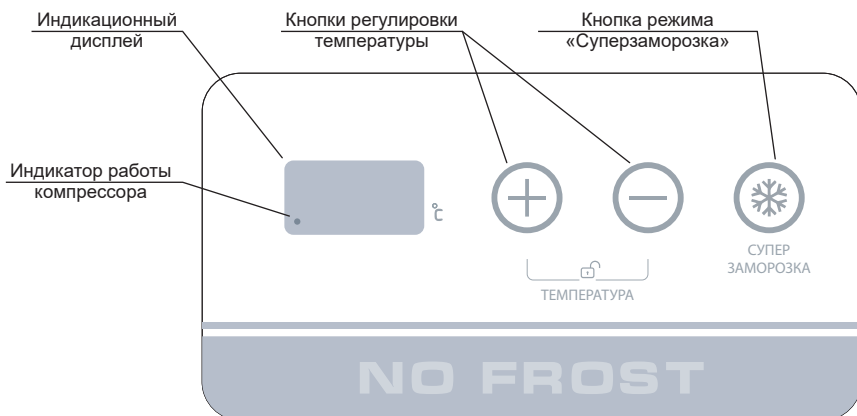 Индикационный
дисплей
Кнопки регулировки
температуры
Кнопка режима
«Суперзаморозка»
Индикатор работы
компрессора
°C
СУПЕР
ЗАМОРОЗКА
ТЕМПЕРАТУРА
NO FROST